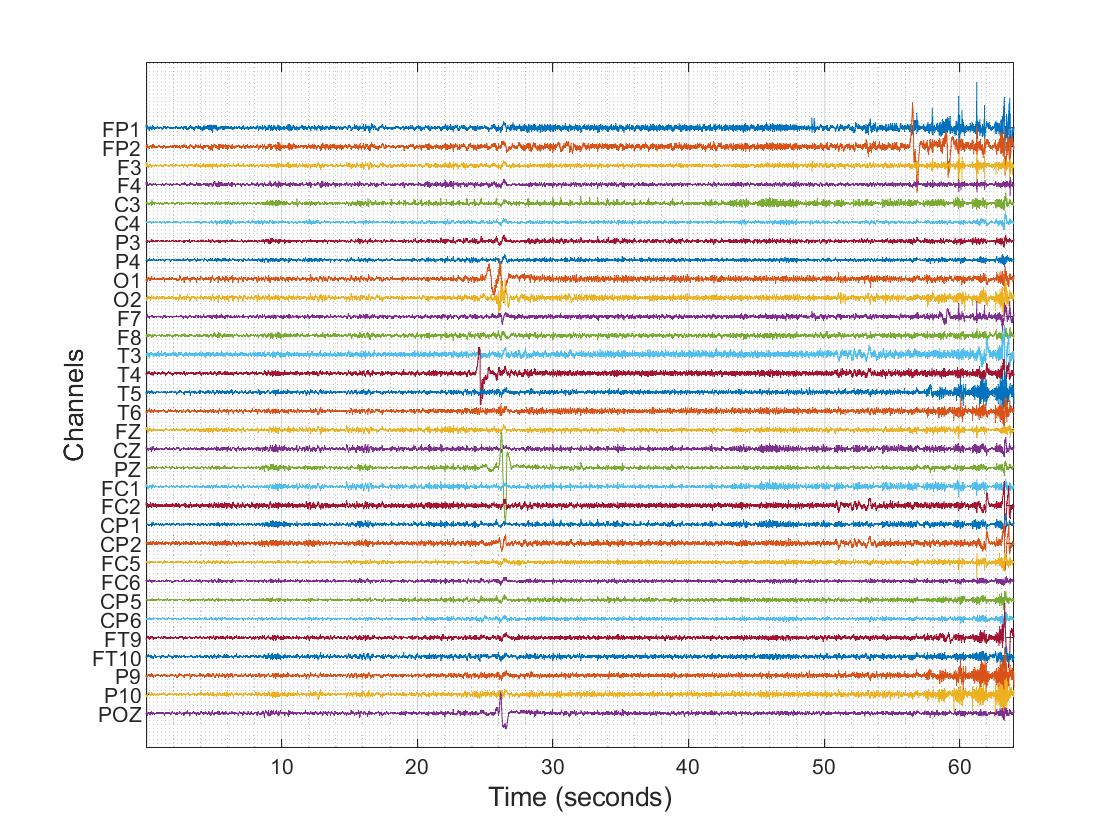 FP1
FP2
F3
F4
C3
C4
P3
P4
O1
O2
F7
F8
T3
T4
T5
T6
FZ
CZ
PZ
FC1
FC2
CP1
CP2
FC5
FC6
CP5
CP6
FT9
FT10
P9
P10
POZ
Channels
10 20 30 40 50 60
Time (seconds)